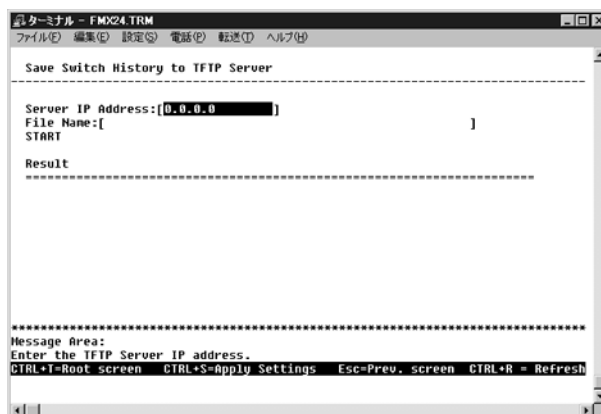 ターミナル - FMX24.TRM
ファイル(F) 編集(E) 設定(S) 電話(P) 転送(T) ヘルプ(H)
Save Switch History to TFTP Server
Server IP Address:[0.0.0.0 ]
File Name:[ ]
START
Result
Message Area:
Enter the TFTP Server IP address.
CTRL+T=Root screen CTRL+S=Apply Settings Esc=Prev. screen CTRL+R = Refresh